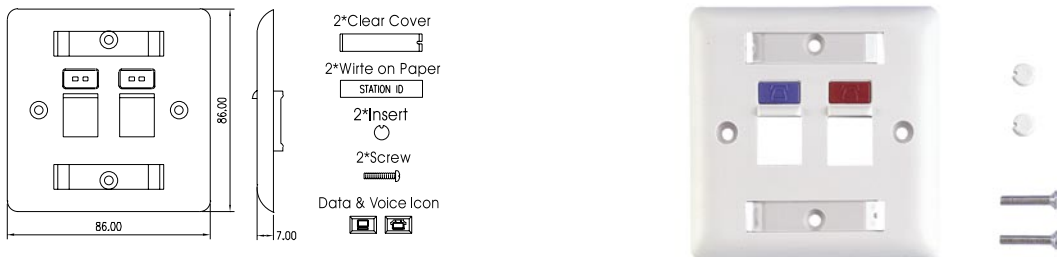 2*Clear Cover
2*Wirte on Paper
STATION ID
2*Insert
2*Screw
Data & Voice Icon
86.00
86.00
7.00